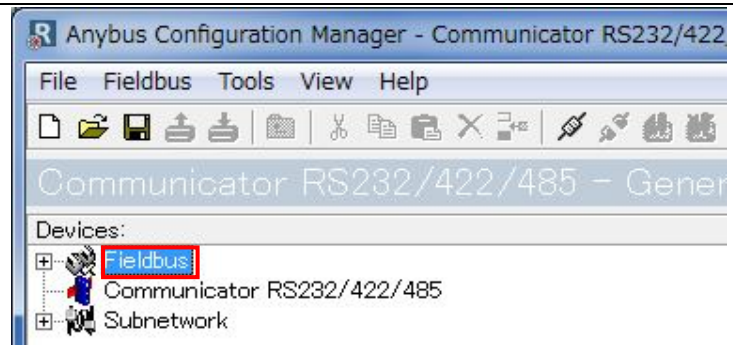 Anybus Configuration Manager - Communicator RS232/422
File Fieldbus Tools View Help
Communicator RS232/422/485 - Gener
Devices:
Fieldbus
Communicator RS232/422/485
Subnetwork